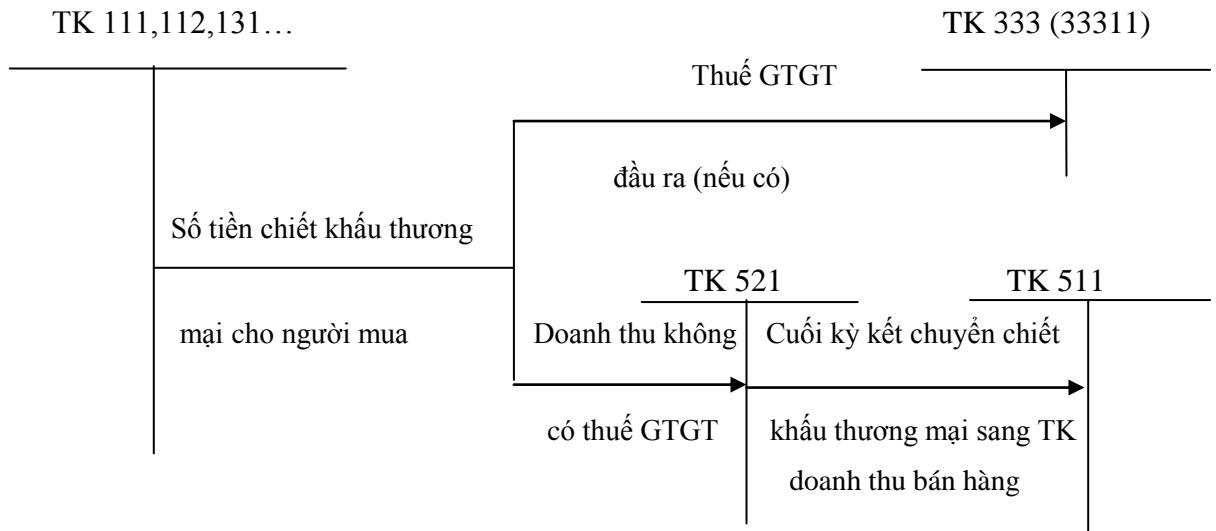 TK 111,112,131…
TK 333 (33311)
Thuế GTGT
đầu ra (nếu có)
Số tiền chiết khấu thương
mại cho người mua
TK 521
TK 511
Doanh thu không
có thuế GTGT
Cuối kỳ kết chuyển chiết
khấu thương mại sang TK
doanh thu bán hàng